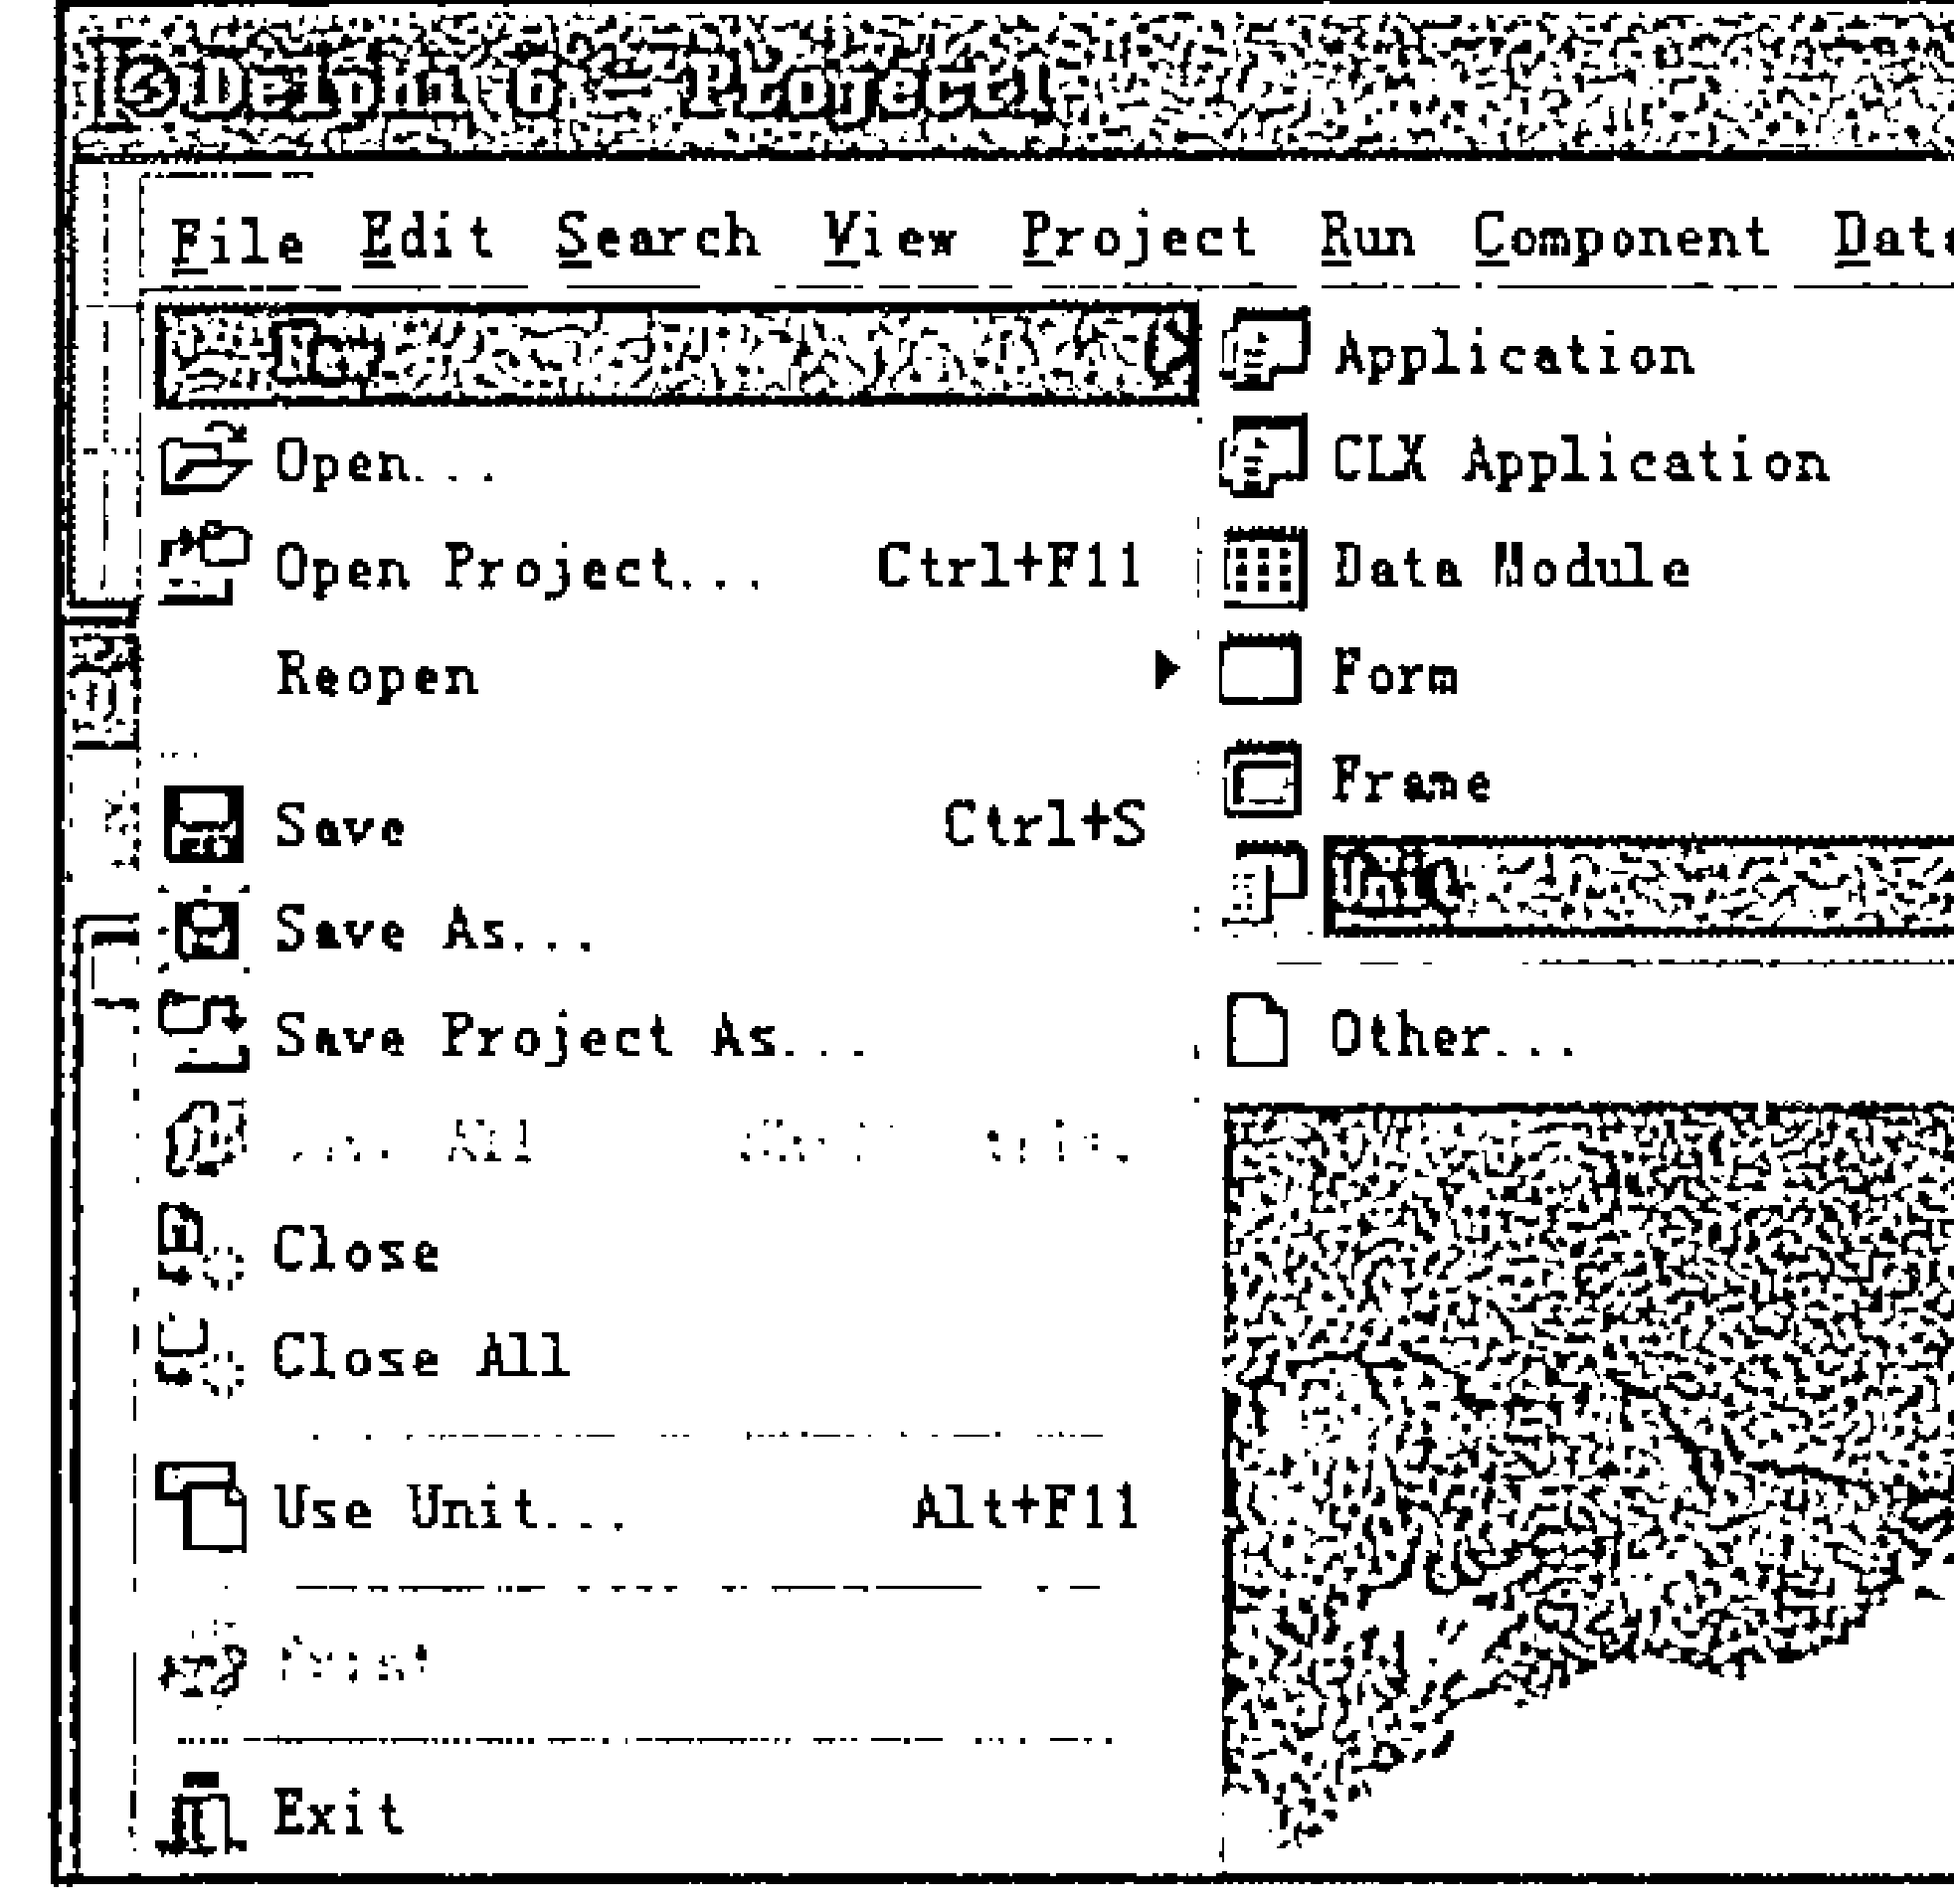 Delphi 6 - Project1
File Edit Search View Project Run Component Data
New
Open...
Open Project... Ctrl+F11
Reopen
Save Ctrl+S
Save As...
Save Project As...
Close
Close All
Use Unit... Alt+F11
Print
Exit
Application
CLX Application
Data Module
Form
Frame
Unit
Other...